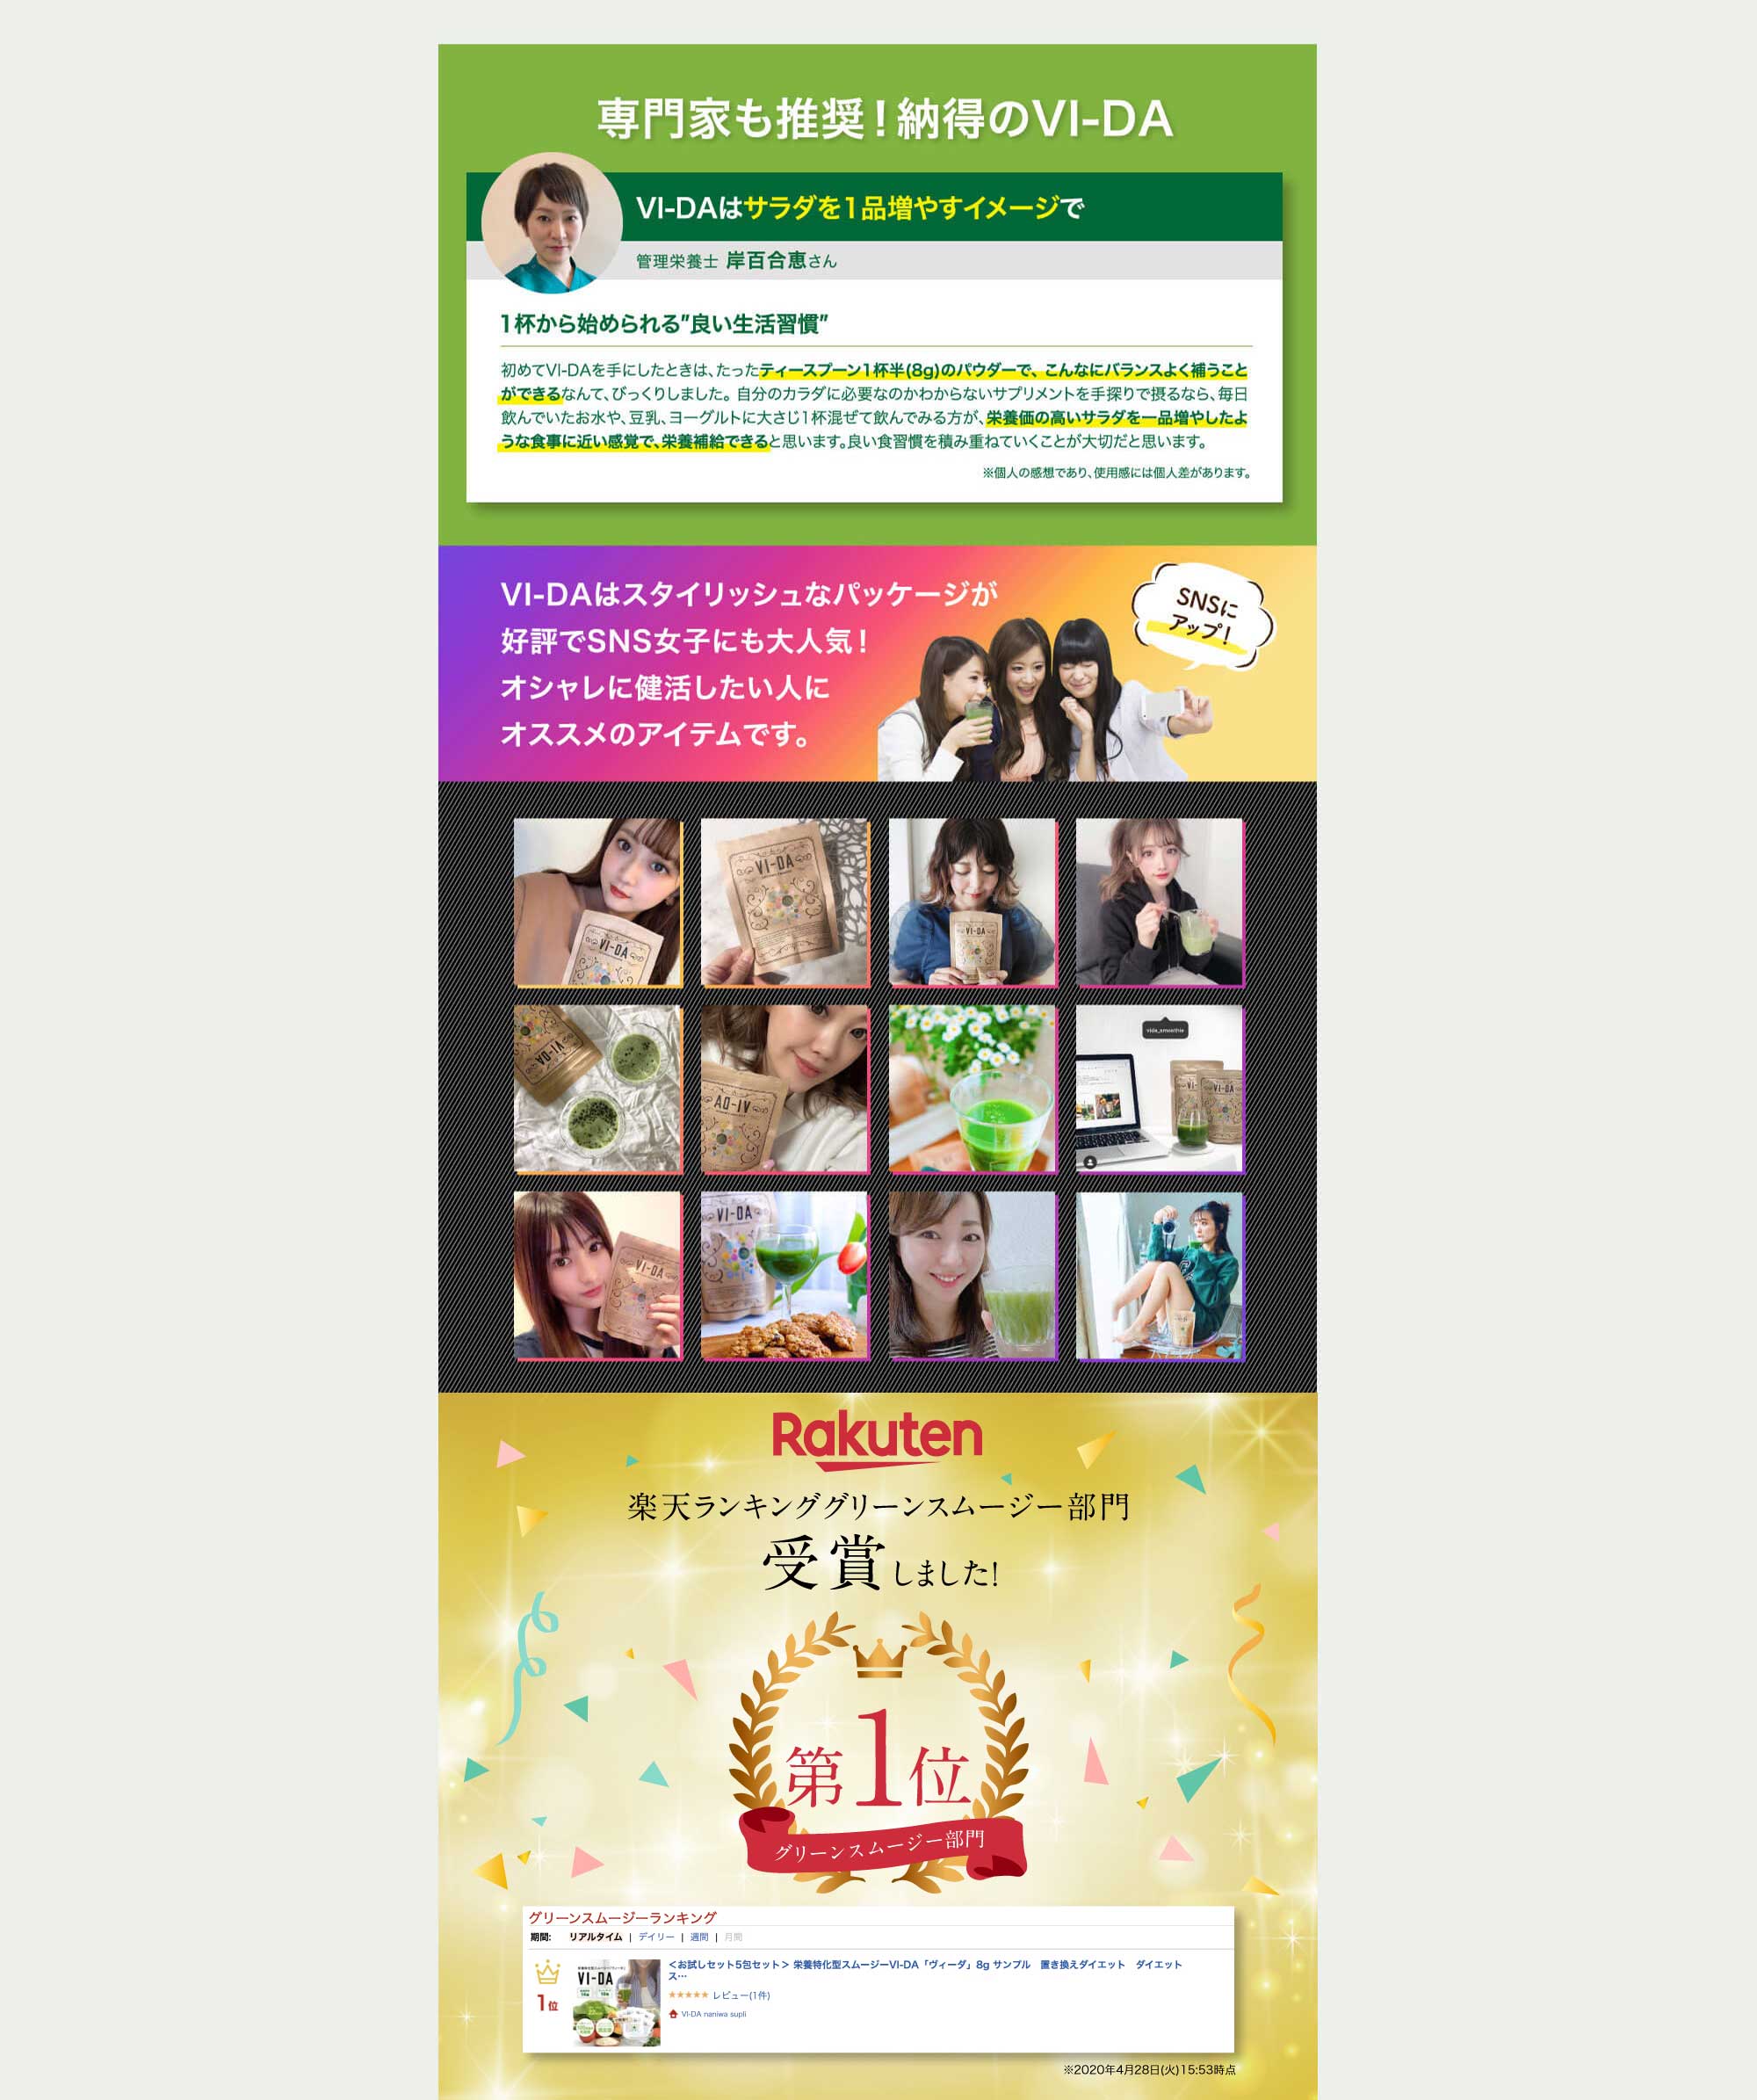 専門家も推奨！納得のVI-DA
VI-DAはサラダを1品増やすイメージで
管理栄養士 岸百合恵さん
1杯から始められる”良い生活習慣”
初めてVI-DAを手にしたときは、たったティースプーン1杯半(8g)のパウダーで、こんなにバランスよく補うこと
ができるなんて、びっくりしました。自分のカラダに必要なのかわからないサプリメントを手探りで摂るなら、毎日
飲んでいたお水や、豆乳、ヨーグルトに大さじ1杯混ぜて飲んでみる方が、栄養価の高いサラダを一品増やしたよ
うな食事に近い感覚で、栄養補給できると思います。良い食習慣を積み重ねていくことが大切だと思います。
※個人の感想であり、使用感には個人差があります。
VI-DAはスタイリッシュなパッケージが
好評でSNS女子にも大人気！
オシャレに健活したい人に
オススメのアイテムです。
SNSに
アップ！
VI-DA
VI-DA
VI-DA
VI-DA
VI-DA
vida_smoothie
VI-
VI-DA
VI-DA
VI-DA
Rakuten
楽天ランキンググリーンスムージー部門
受賞しました！
第1位
グリーンスムージー部門
グリーンスムージーランキング
期間: リアルタイム | デイリー | 週間 | 月間
1位
VI-DA
＜お試しセット5包セット＞ 栄養特化型スムージーVI-DA「ヴィーダ」8g サンプル 置き換えダイエット ダイエット
ス…
★★★★★ レビュー(1件)
VI-DA naniwa supli
※2020年4月28日(火)15:53時点